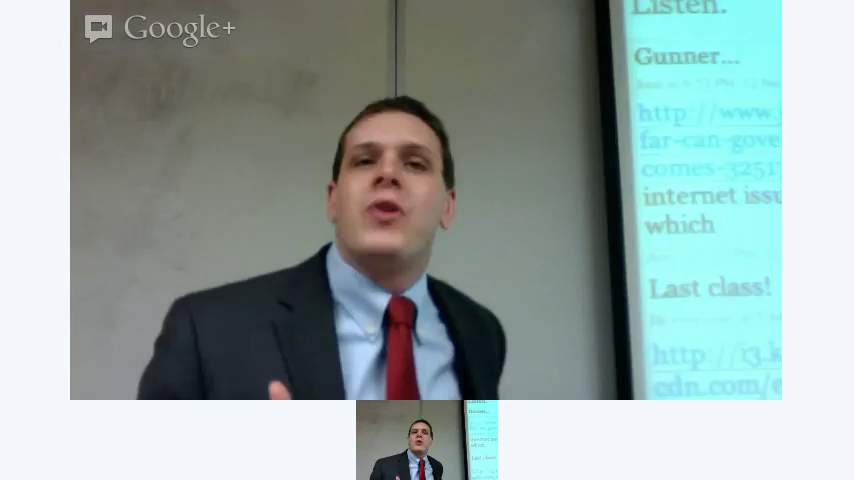 Google+
Listen.
Gunner...
http://www.
far-can-gove
comes-3251
internet issu
which
Last class!
http://i3.k
cdn.com/e